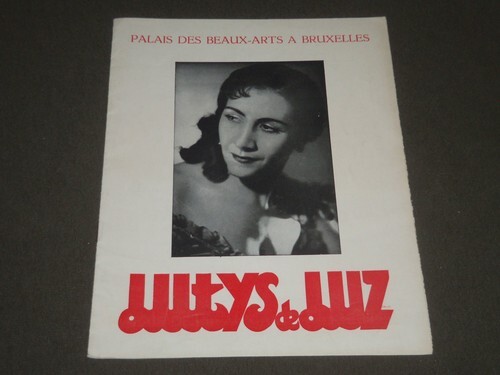 PALAIS DES BEAUX-ARTS A BRUXELLES
LUTYS de LUZ